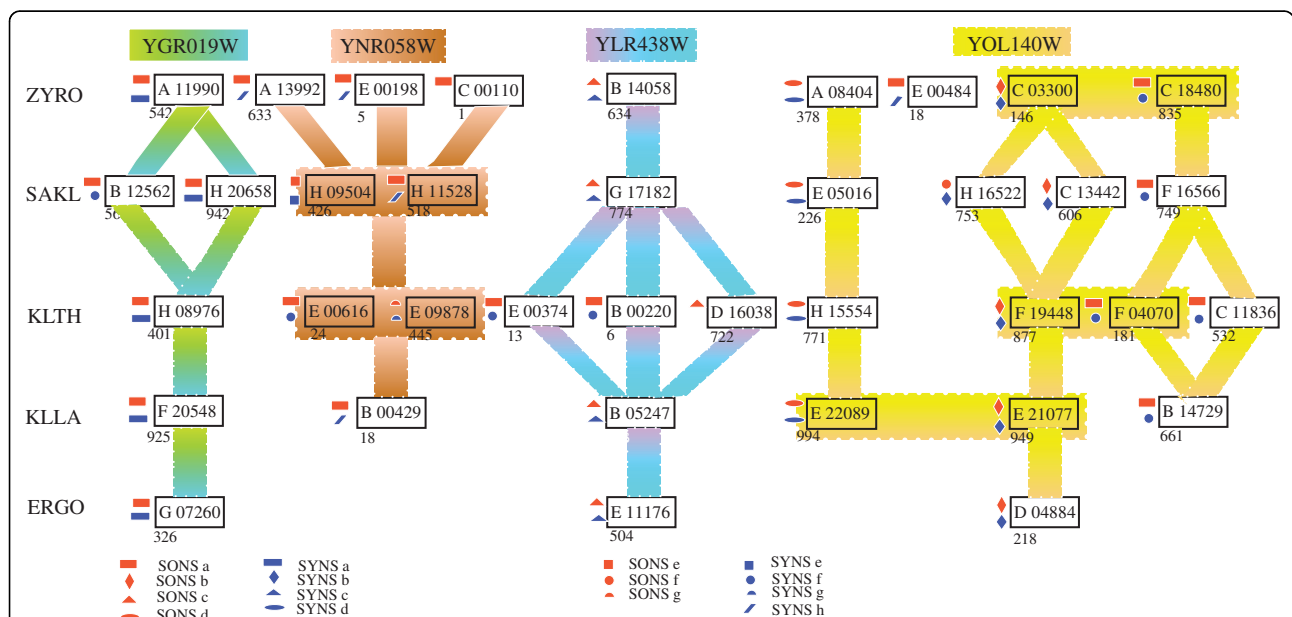 YGR019W YNR058W YLR438W YOL140W
ZYRO A 11990 A 13992 E 00198 C 00110 B 14058 A 08404 E 00484 C 03300 C 18480
542 633 5 1 634 378 18 146 835
SAKL B 12562 H 20658 H 09504 H 11528 G 17182 E 05016 H 16522 C 13442 F 16566
56 942 426 518 774 226 753 606 749
KLTH H 08976 E 00616 E 09878 E 00374 B 00220 D 16038 H 15554 F 19448 F 04070 C 11836
401 24 445 13 6 722 771 877 181 532
KLLA F 20548 B 00429 B 05247 E 22089 E 21077 B 14729
925 18 994 949 661
ERGO G 07260 E 11176 D 04884
326 504 218
SONS a SYNS a SONS e SYNS e
SONS b SYNS b SONS f SYNS f
SONS c SYNS c SONS g SYNS g
SONS d SYNS d SYNS h